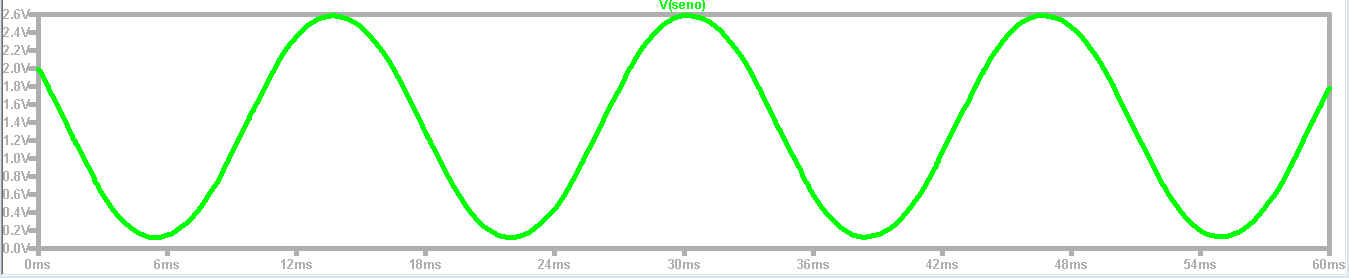 V(seno)
2.6V
2.4V
2.2V
2.0V
1.8V
1.6V
1.4V
1.2V
1.0V
0.8V
0.6V
0.4V
0.2V
0.0V
0ms 6ms 12ms 18ms 24ms 30ms 36ms 42ms 48ms 54ms 60ms